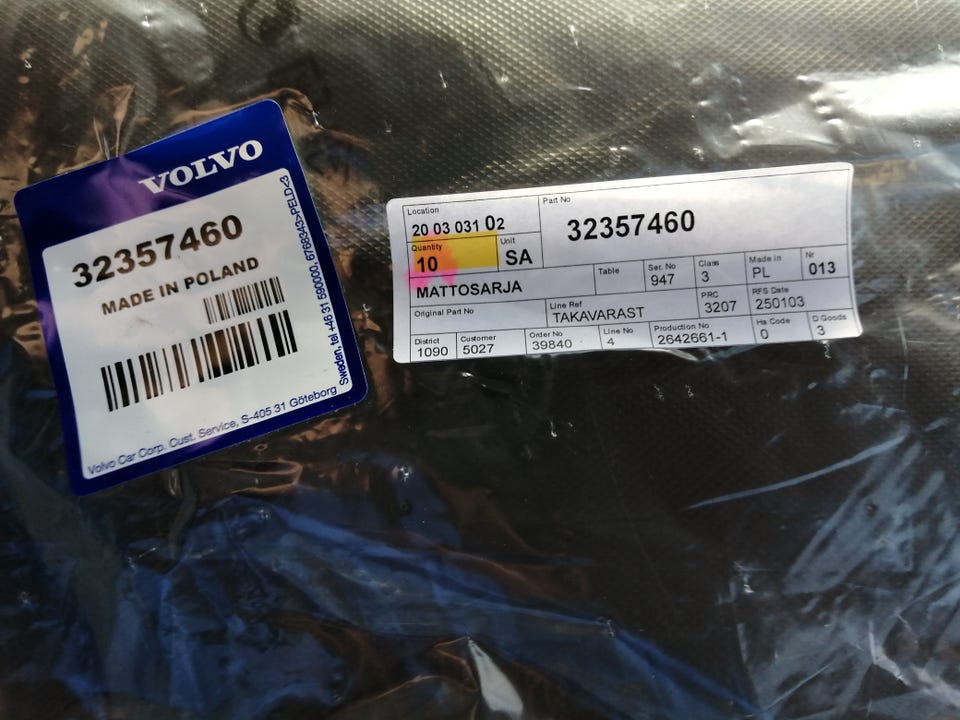 VOLVO
32357460
MADE IN POLAND
Volvo Car Corp. Cust. Service, S-405 31 Göteborg
Sweden, tel +46 31 590000, 6768343>PELD<3
Location
20 03 031 02
Part No
32357460
Quantity
10
Unit
SA
MATTOSARJA
Table
Ser. No
947
Class
3
Made in
PL
Nr
013
Original Part No
Line Ref
TAKAVARAST
PRC
3207
RFS Date
250103
District
1090
Customer
5027
Order No
39840
Line No
4
Production No
2642661-1
Ha Code
0
D Goods
3